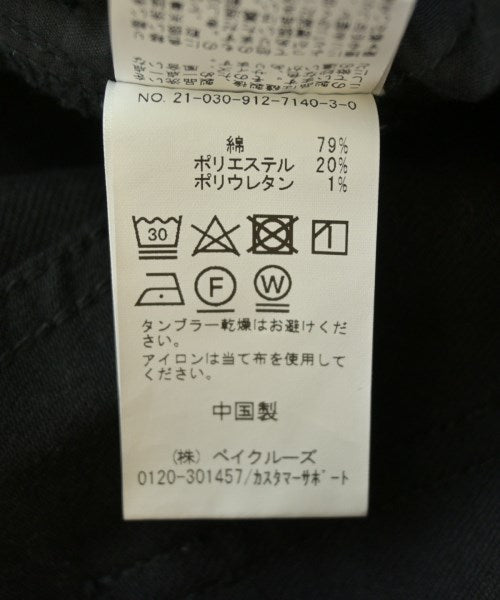 NO. 21-030-912-7140-3-0
綿 79%
ポリエステル 20%
ポリウレタン 1%
30
F W
タンブラー乾燥はお避けくだ
さい。
アイロンは当て布を使用して
ください。
中国製
(株) ベイクルーズ
0120-301457/カスタマーサポート